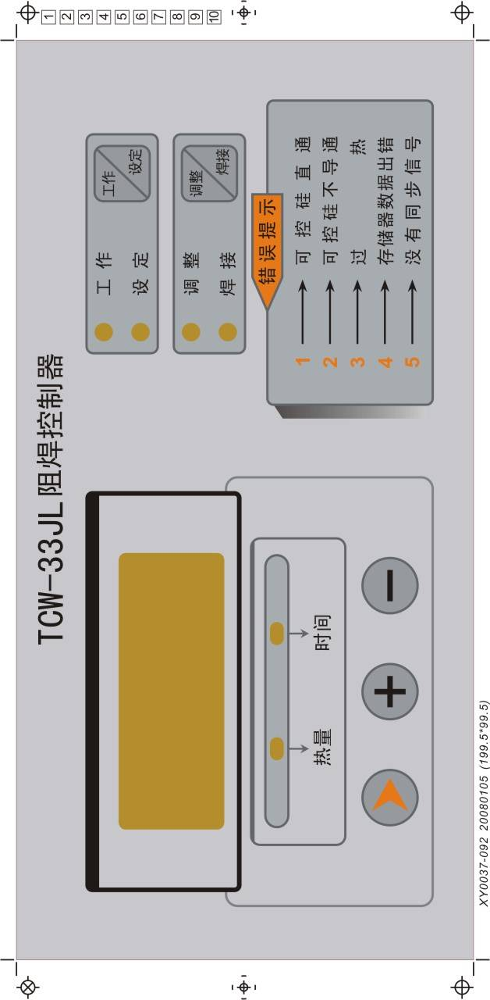 TCW-33JL阻焊控制器
工作
设定
工作
设定
调整
焊接
调整
焊接
错误提示
1 可控硅直通
2 可控硅不导通
3 过热
4 存储器数据出错
5 没有同步信号
热量
时间
+
−
1 2 3 4 5 6 7 8 9 10
XY0037-092 20080105 (199.5*99.5)